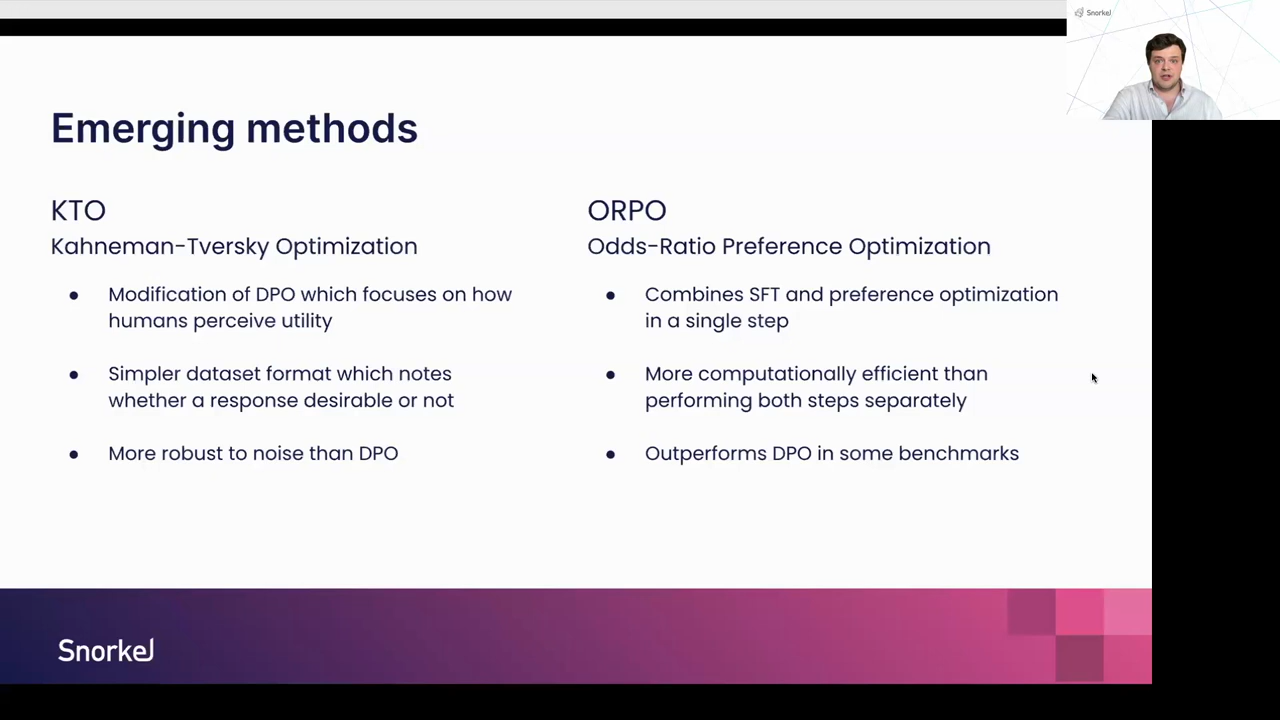 Snorkel
Emerging methods
KTO
Kahneman-Tversky Optimization
● Modification of DPO which focuses on how
humans perceive utility
● Simpler dataset format which notes
whether a response desirable or not
● More robust to noise than DPO
ORPO
Odds-Ratio Preference Optimization
● Combines SFT and preference optimization
in a single step
● More computationally efficient than
performing both steps separately
● Outperforms DPO in some benchmarks
Snorkel